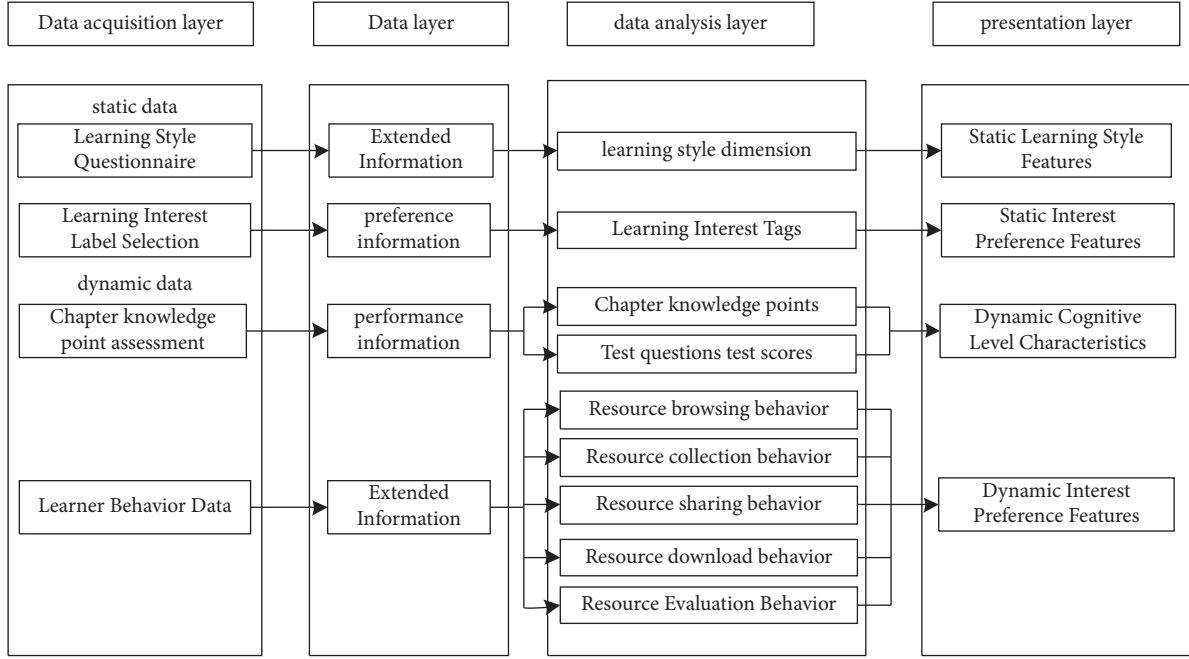 Data acquisition layer
Data layer
data analysis layer
presentation layer
static data
Learning Style
Questionnaire
Extended
Information
learning style dimension
Static Learning Style
Features
Learning Interest
Label Selection
preference
information
Learning Interest Tags
Static Interest
Preference Features
dynamic data
Chapter knowledge
point assessment
performance
information
Chapter knowledge points
Test questions test scores
Dynamic Cognitive
Level Characteristics
Learner Behavior Data
Extended
Information
Resource browsing behavior
Resource collection behavior
Resource sharing behavior
Resource download behavior
Resource Evaluation Behavior
Dynamic Interest
Preference Features